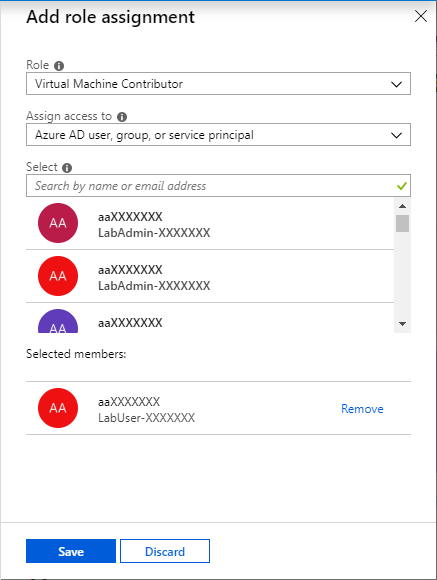 Add role assignment
Role
Virtual Machine Contributor
Assign access to
Azure AD user, group, or service principal
Select
Search by name or email address
AA
aaXXXXXXX
LabAdmin-XXXXXXX
AA
aaXXXXXXX
LabAdmin-XXXXXXX
AA
aaXXXXXXX
Selected members:
AA
aaXXXXXXX
LabUser-XXXXXXX
Remove
Save
Discard